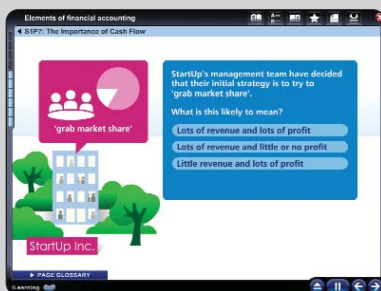 Elements of financial accounting
S1P7: The Importance of Cash Flow
'grab market share'
StartUp Inc.
StartUp's management team have decided
that their initial strategy is to try to
'grab market share'.
What is this likely to mean?
Lots of revenue and lots of profit
Lots of revenue and little or no profit
Little revenue and lots of profit
PAGE GLOSSARY